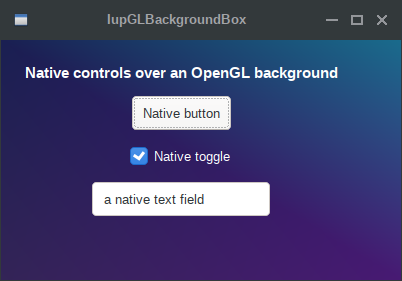 IupGLBackgroundBox
Native controls over an OpenGL background
Native button
Native toggle
a native text field